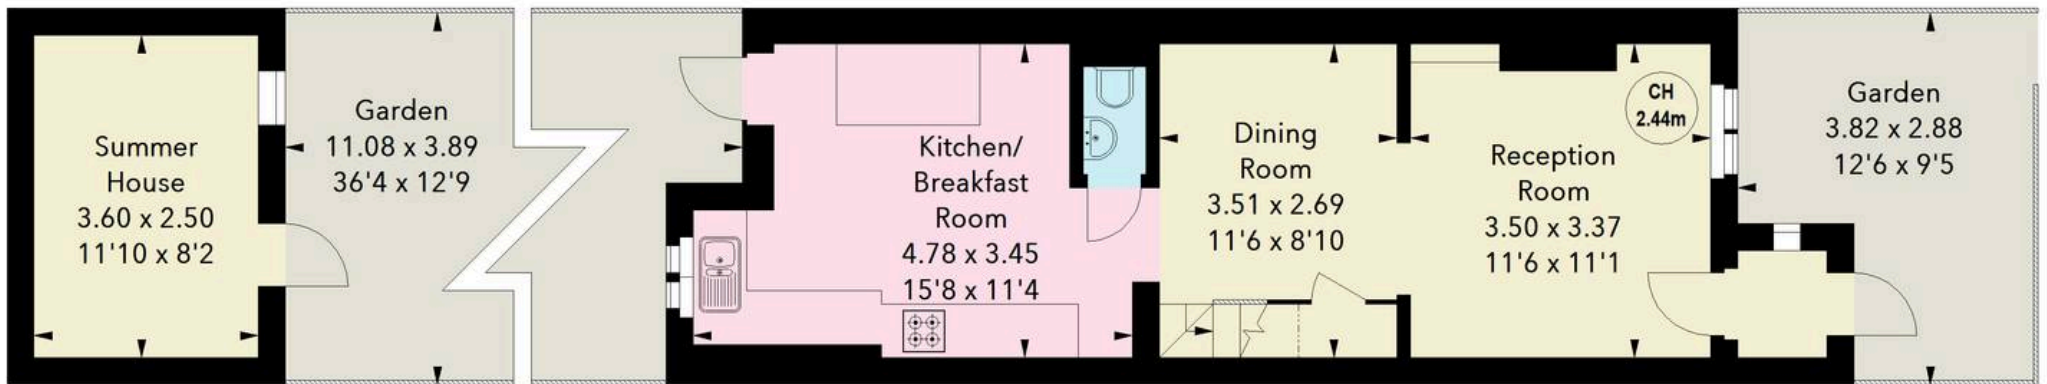 Summer
House
3.60 x 2.50
11'10 x 8'2
Garden
11.08 x 3.89
36'4 x 12'9
Kitchen/
Breakfast
Room
4.78 x 3.45
15'8 x 11'4
Dining
Room
3.51 x 2.69
11'6 x 8'10
Reception
Room
3.50 x 3.37
11'6 x 11'1
CH
2.44m
Garden
3.82 x 2.88
12'6 x 9'5